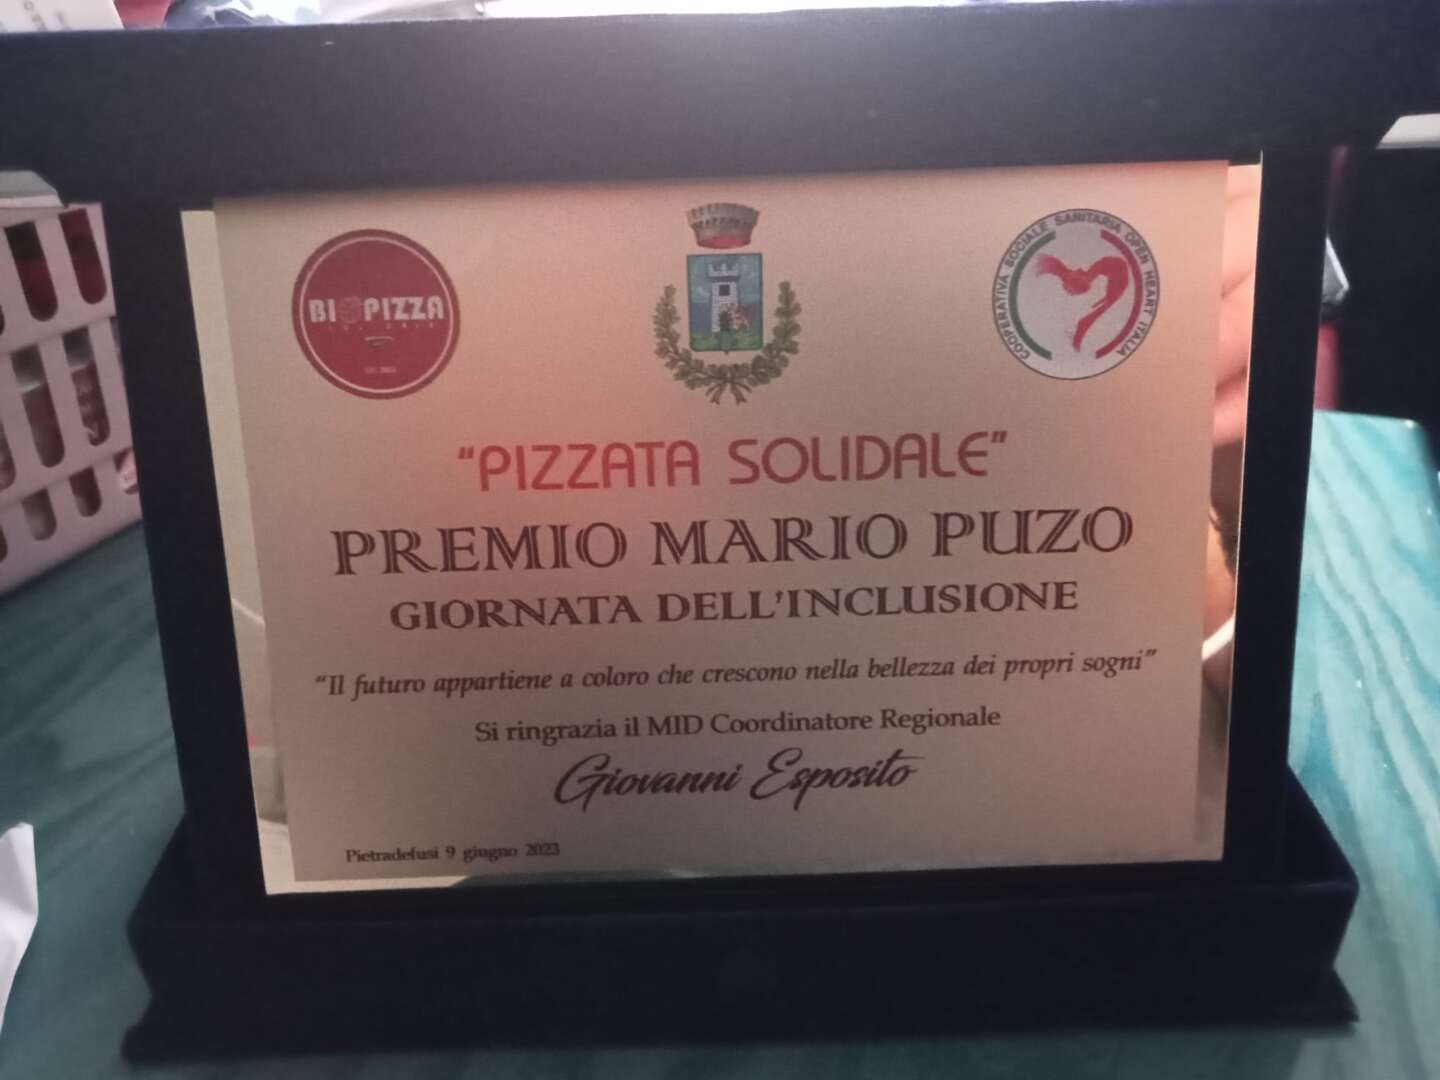 BIOPIZZA
COOPERATIVA SOCIALE SANITARIA OPEN HEART ITALIA
"PIZZATA SOLIDALE"
PREMIO MARIO PUZO
GIORNATA DELL'INCLUSIONE
"Il futuro appartiene a coloro che crescono nella bellezza dei propri sogni"
Si ringrazia il MID Coordinatore Regionale
Giovanni Esposito
Pietradefusi 9 giugno 2023